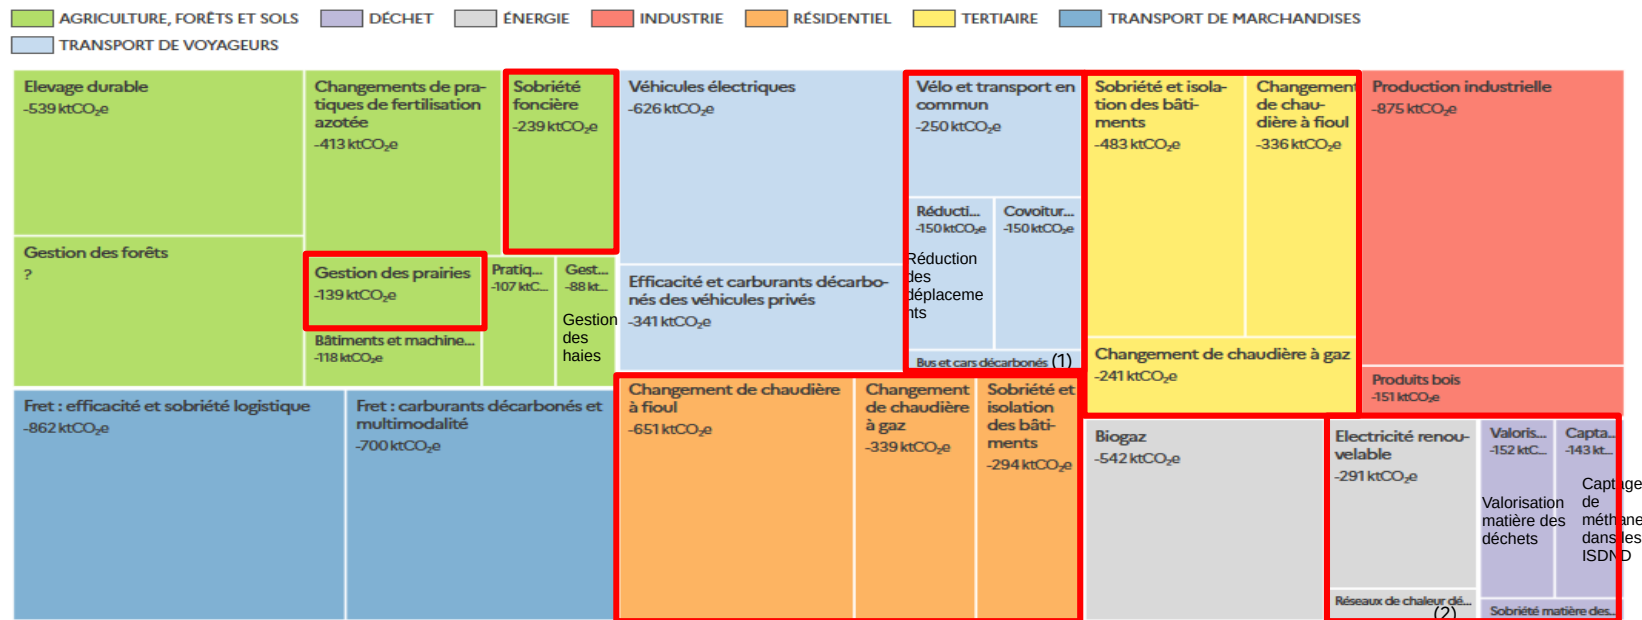 AGRICULTURE, FORÊTS ET SOLS
DÉCHET
ÉNERGIE
INDUSTRIE
RÉSIDENTIEL
TERTIAIRE
TRANSPORT DE MARCHANDISES
TRANSPORT DE VOYAGEURS
Elevage durable
-539 ktCO₂e
Changements de pra-
tiques de fertilisation
azotée
-413 ktCO₂e
Sobriété
foncière
-239 ktCO₂e
Gestion des forêts
?
Gestion des prairies
-139 ktCO₂e
Bâtiments et machine...
-118 ktCO₂e
Pratiq...
-107 ktC...
Gest...
-88 kt...
Gestion
des
haies
Véhicules électriques
-626 ktCO₂e
Efficacité et carburants décarbo-
nés des véhicules privés
-341 ktCO₂e
Vélo et transport en
commun
-250 ktCO₂e
Réducti...
-150 ktCO₂e
Réduction
des
déplaceme
nts
Covoitur...
-150 ktCO₂e
Bus et cars décarbonés (1)
Sobriété et isola-
tion des bâti-
ments
-483 ktCO₂e
Changement
de chau-
dière à fioul
-336 ktCO₂e
Changement de chaudière à gaz
-241 ktCO₂e
Production industrielle
-875 ktCO₂e
Produits bois
-151 ktCO₂e
Fret : efficacité et sobriété logistique
-862 ktCO₂e
Fret : carburants décarbonés et
multimodalité
-700 ktCO₂e
Changement de chaudière
à fioul
-651 ktCO₂e
Changement
de chaudière
à gaz
-339 ktCO₂e
Sobriété et
isolation
des bâti-
ments
-294 ktCO₂e
Biogaz
-542 ktCO₂e
Electricité renou-
velable
-291 ktCO₂e
Réseaux de chaleur dé...
(2)
Valoris...
-152 ktC...
Valorisation
matière des
déchets
Capta...
-143 kt...
Captage
de
méthane
dans les
ISDND
Sobriété matière des...